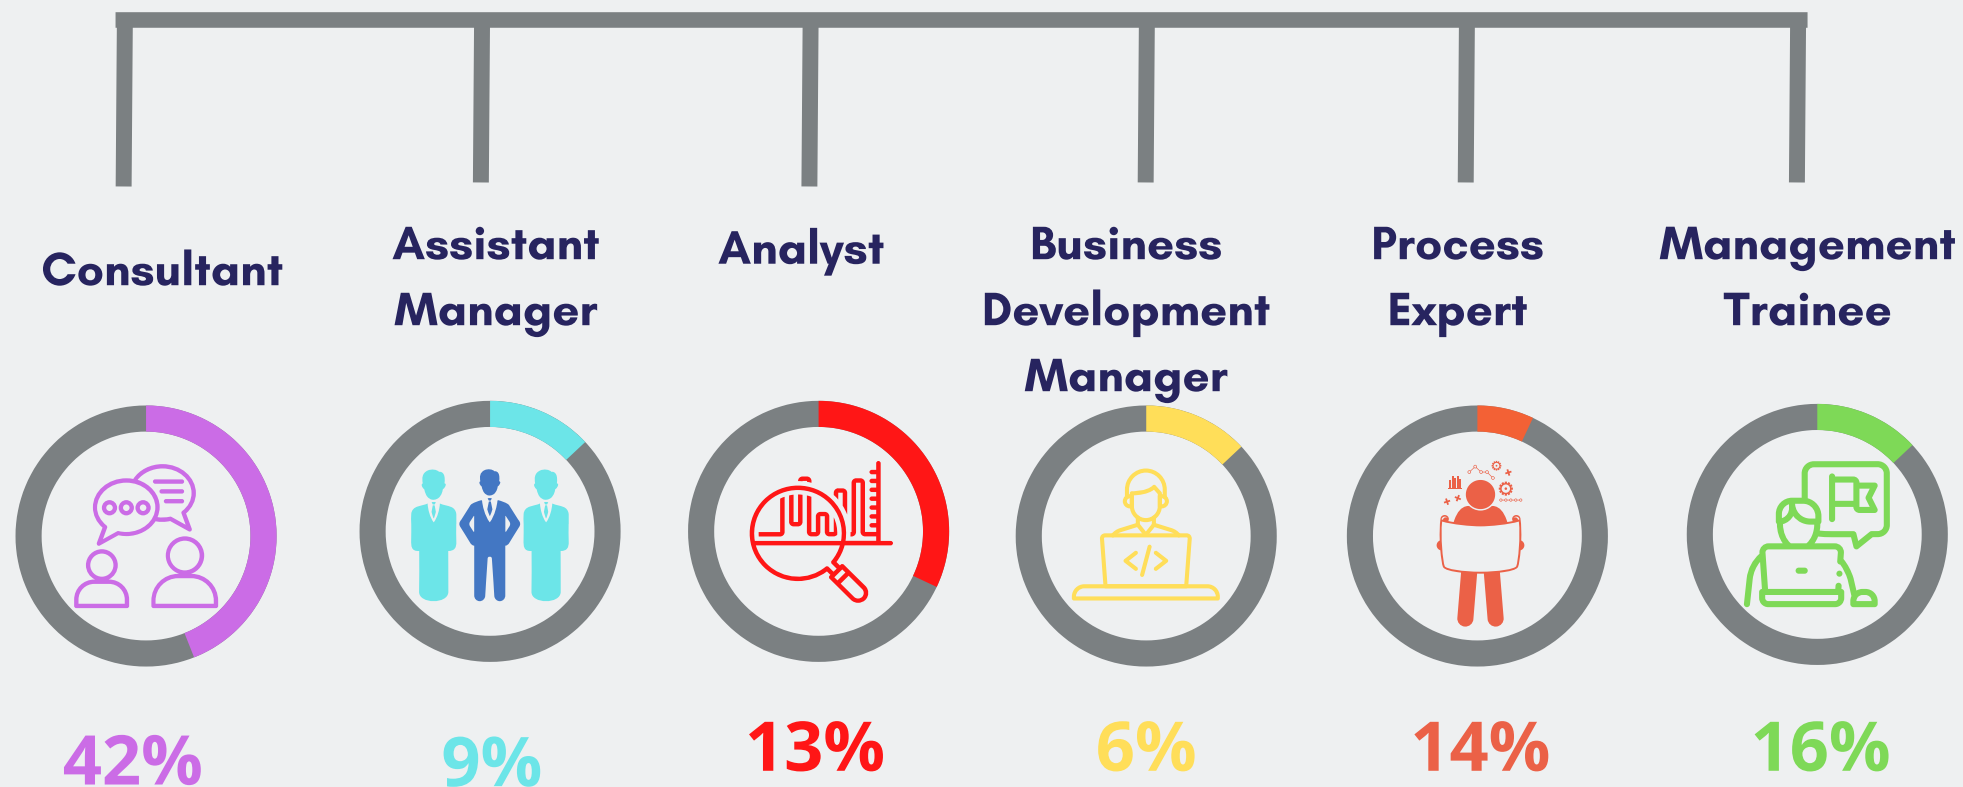 Consultant
Assistant
Manager
Analyst
Business
Development
Manager
Process
Expert
Management
Trainee
</>
42%
9%
13%
6%
14%
16%